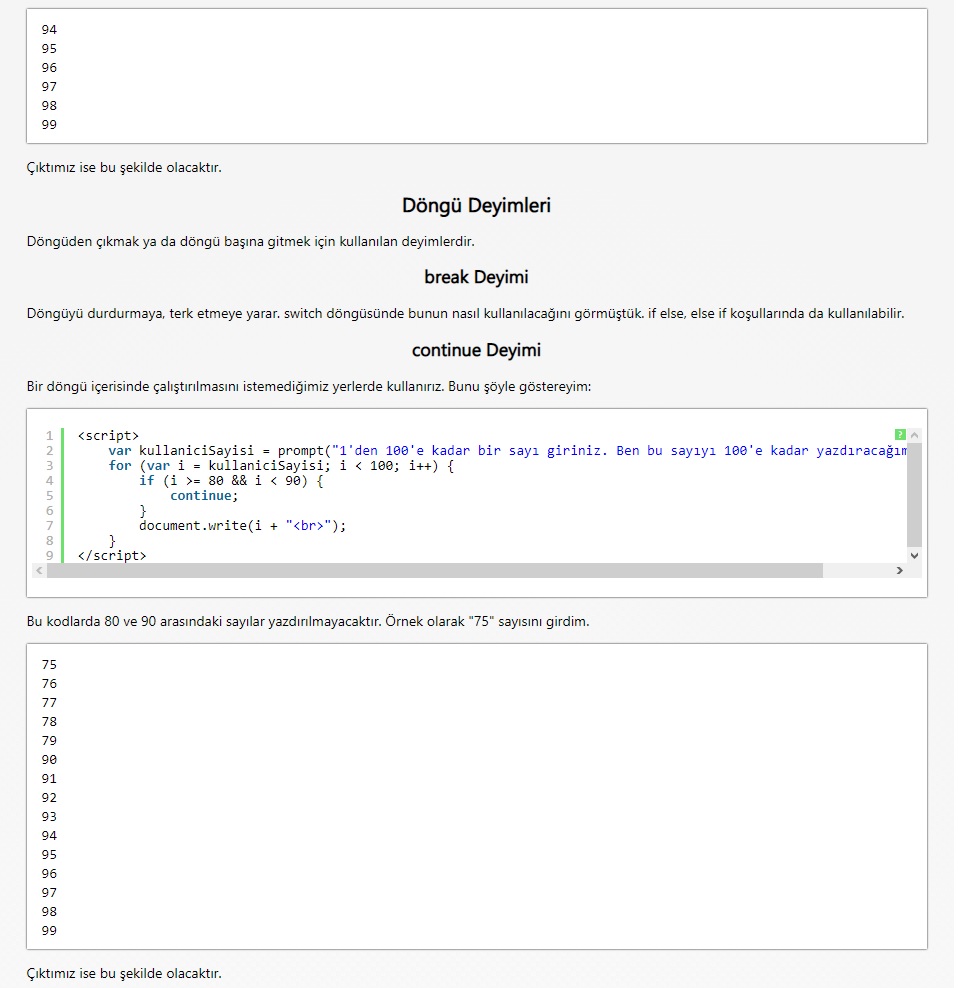 94
95
96
97
98
99
Çıktımız ise bu şekilde olacaktır.
Döngü Deyimleri
Döngüden çıkmak ya da döngü başına gitmek için kullanılan deyimlerdir.
break Deyimi
Döngüyü durdurmaya, terk etmeye yarar. switch döngüsünde bunun nasıl kullanılacağını görmüştük. if else, else if koşullarında da kullanılabilir.
continue Deyimi
Bir döngü içerisinde çalıştırılmasını istemediğimiz yerlerde kullanırız. Bunu şöyle göstereyim:
1 <script>
2     var kullaniciSayisi = prompt("1'den 100'e kadar bir sayı giriniz. Ben bu sayıyı 100'e kadar yazdıracağım
3     for (var i = kullaniciSayisi; i < 100; i++) {
4         if (i >= 80 && i < 90) {
5             continue;
6         }
7         document.write(i + "<br>");
8     }
9 </script>
?
Bu kodlarda 80 ve 90 arasındaki sayılar yazdırılmayacaktır. Örnek olarak "75" sayısını girdim.
75
76
77
78
79
90
91
92
93
94
95
96
97
98
99
Çıktımız ise bu şekilde olacaktır.